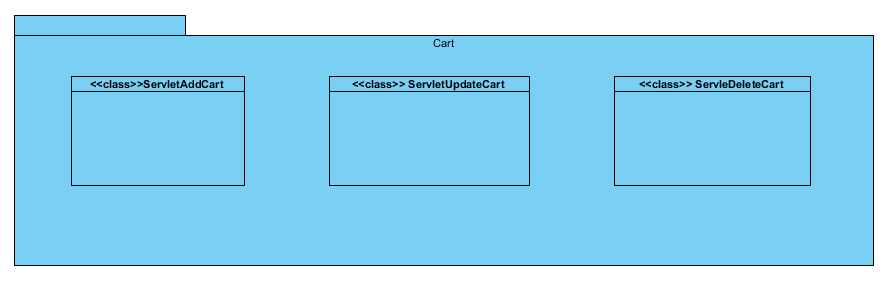 Cart
<<class>>ServletAddCart
<<class>> ServletUpdateCart
<<class>> ServleDeleteCart